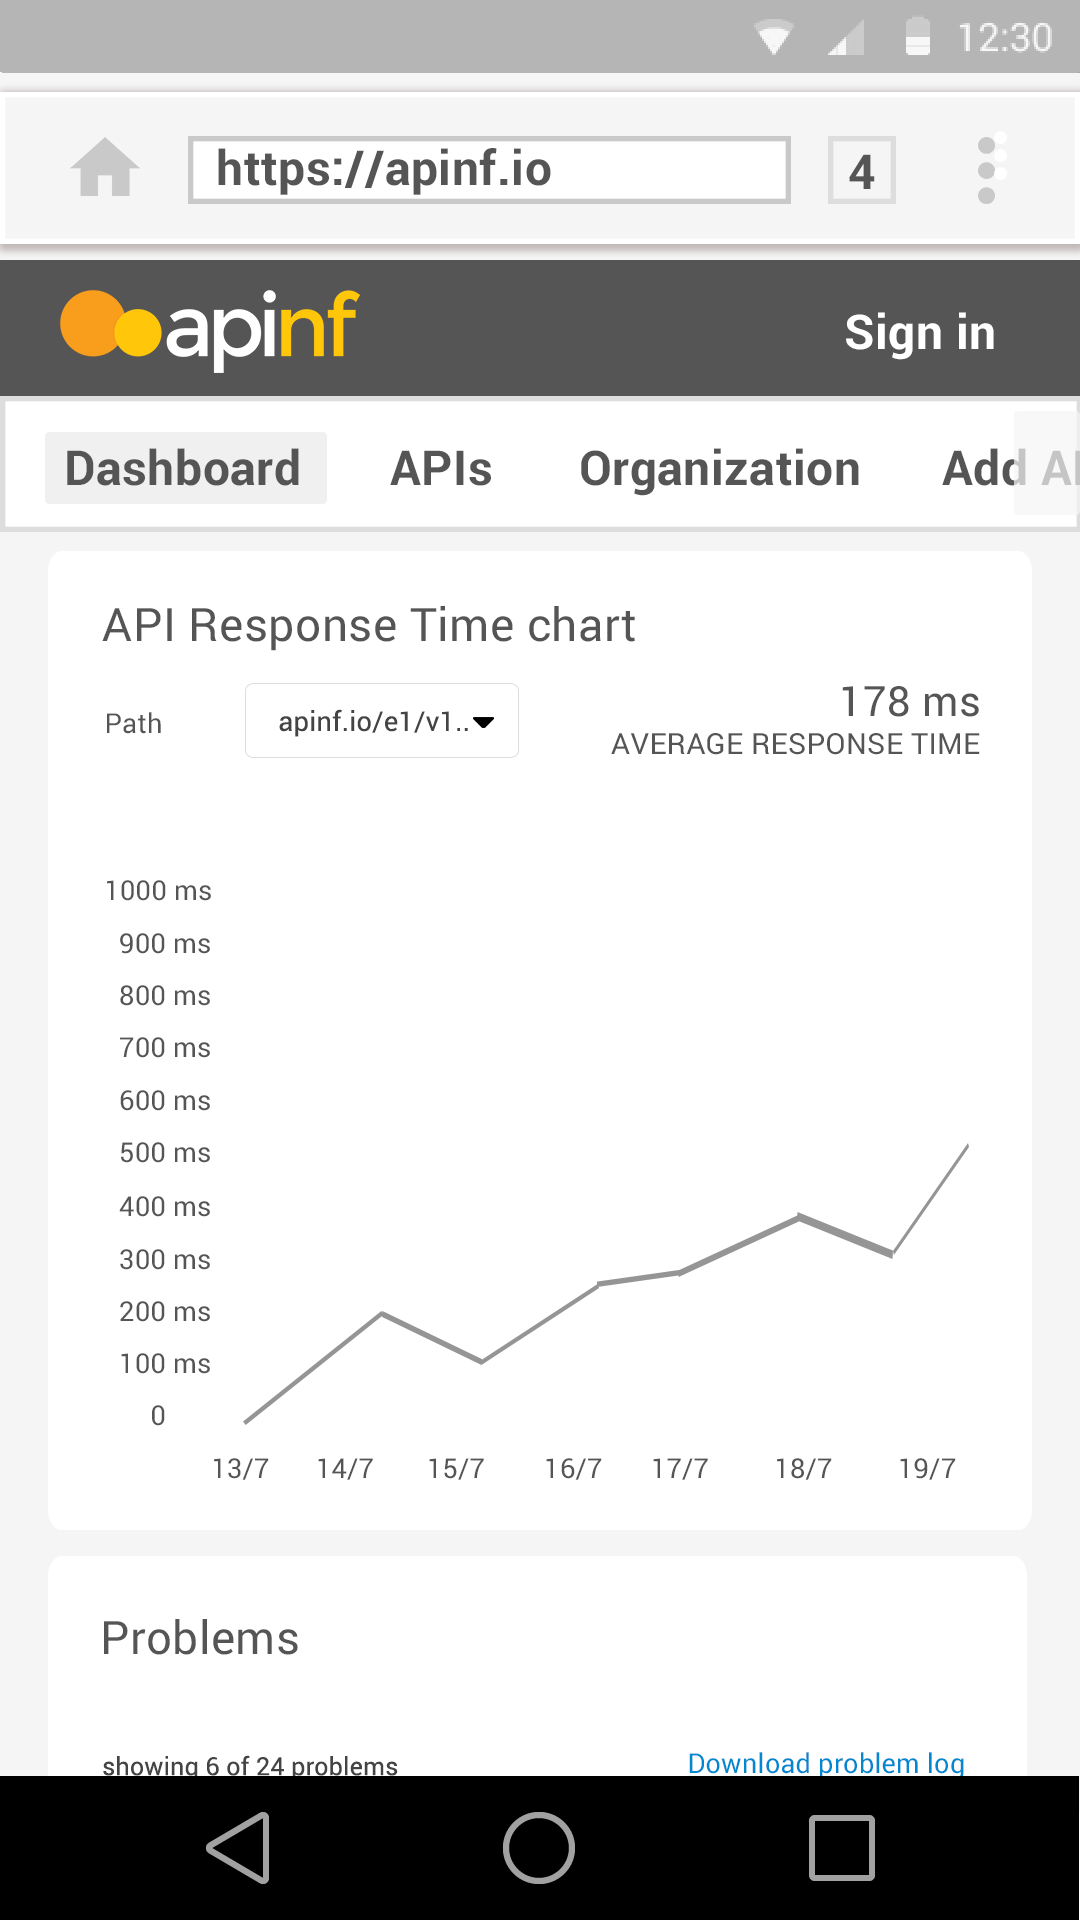 12:30
https://apinf.io
4
apinf
Sign in
Dashboard APIs Organization Add A
API Response Time chart
178 ms
Path apinf.io/e1/v1..
AVERAGE RESPONSE TIME
1000 ms
900 ms
800 ms
700 ms
600 ms
500 ms
400 ms
300 ms
200 ms
100 ms
0
13/7 14/7 15/7 16/7 17/7 18/7 19/7
Problems
showing 6 of 24 problems Download problem log